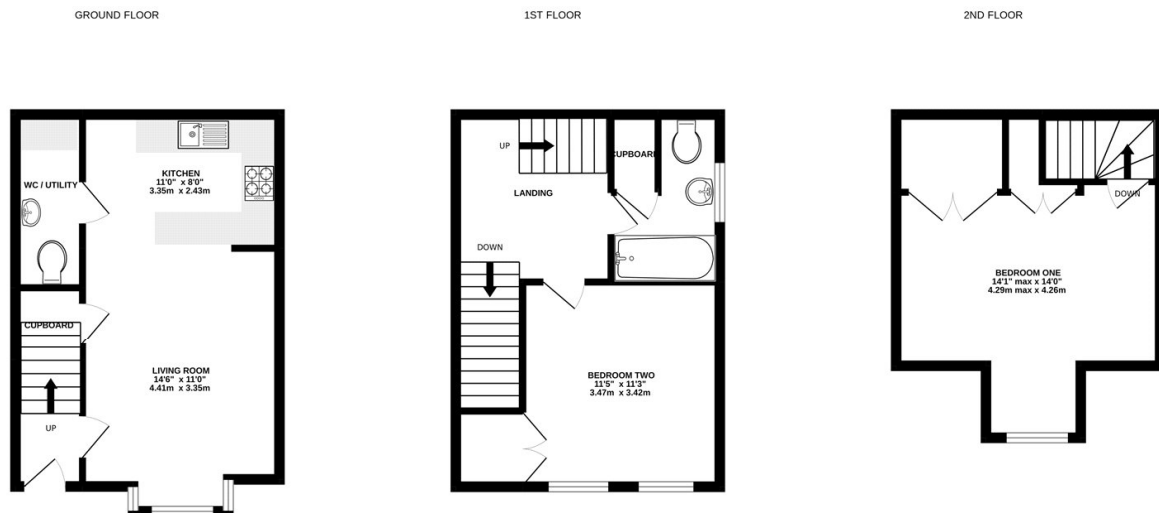 GROUND FLOOR
1ST FLOOR
2ND FLOOR
WC / UTILITY
KITCHEN
11'0" x 8'0"
3.35m x 2.43m
CUPBOARD
LIVING ROOM
14'6" x 11'0"
4.41m x 3.35m
UP
UP
CUPBOARD
LANDING
DOWN
BEDROOM TWO
11'5" x 11'3"
3.47m x 3.42m
DOWN
BEDROOM ONE
14'1" max x 14'0"
4.29m max x 4.26m